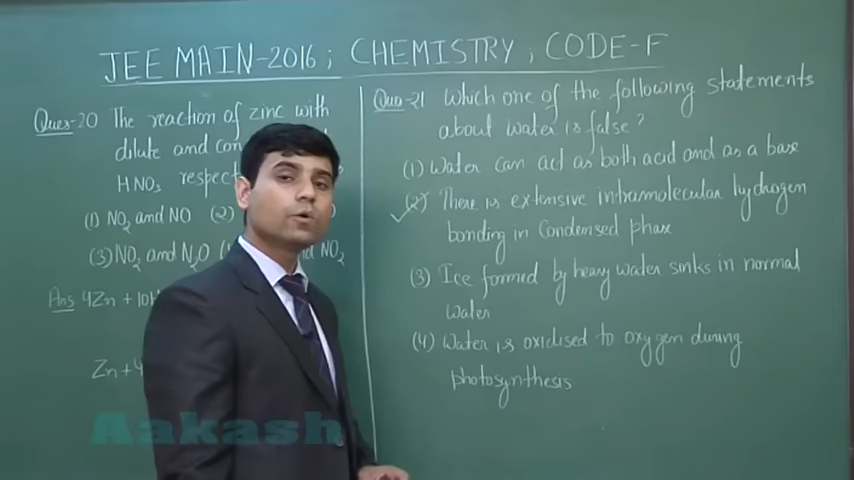 JEE MAIN-2016 ; CHEMISTRY ; CODE-F
Ques-20 The reaction of zinc with
dilute and con
HNO3 respect
(1) NO2 and NO (2)
(3) NO2 and N2O ( nd NO2
Ans 4Zn + 10H
Zn + 4
Ques-21 Which one of the following statements
about water is false?
(1) Water can act as both acid and as a base
(2) There is extensive intramolecular hydrogen
bonding in condensed phase
(3) Ice formed by heavy water sinks in normal
water
(4) Water is oxidised to oxygen during
photosynthesis
Aakash